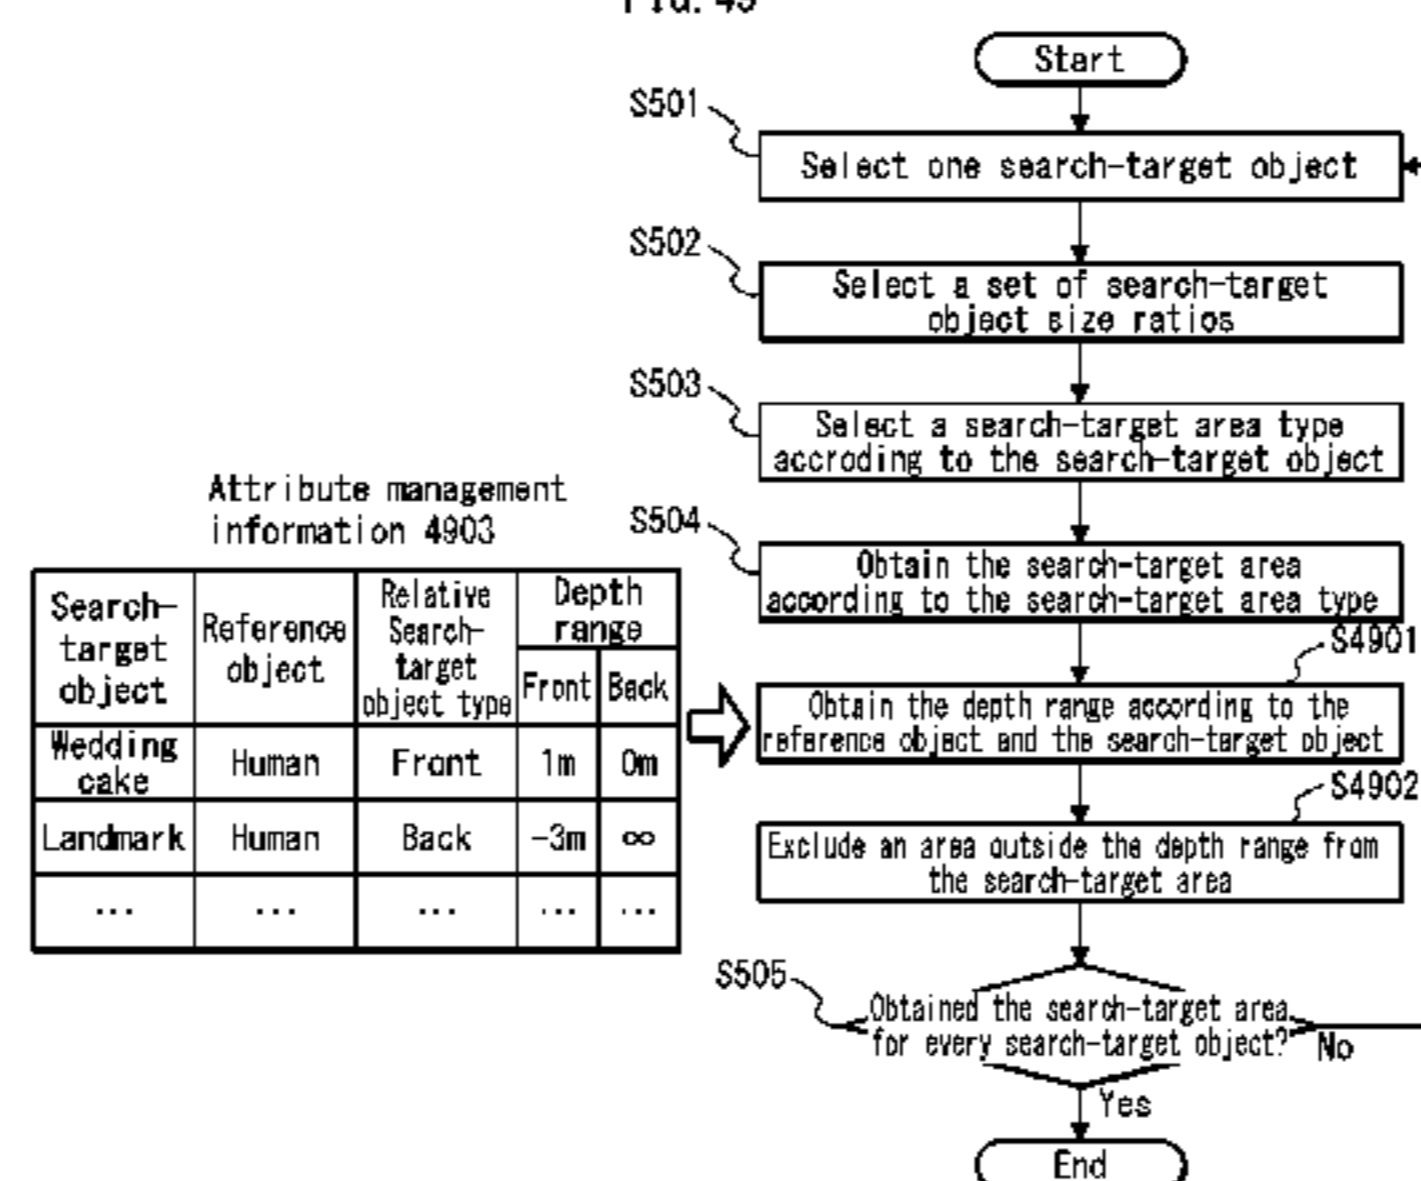 FIG. 49
Start
S501
Select one search-target object
S502
Select a set of search-target
object size ratios
S503
Select a search-target area type
accroding to the search-target object
S504
Obtain the search-target area
according to the search-target area type
S4901
Obtain the depth range according to the
reference object and the search-target object
S4902
Exclude an area outside the depth range from
the search-target area
S505
Obtained the search-target area
for every search-target object?
No
Yes
End
Attribute management
information 4903
Search-
target
object
Reference
object
Relative
Search-
target
object type
Depth
range
Front
Back
Wedding
cake
Human
Front
1m
0m
Landmark
Human
Back
-3m
∞
...
...
...
...
...